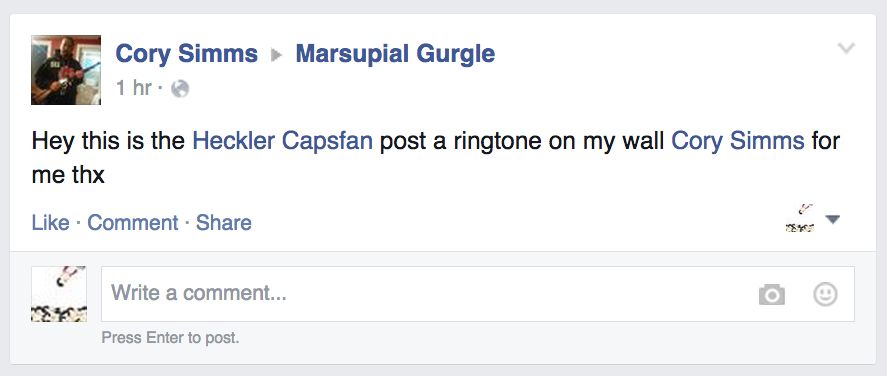 Cory Simms ▸ Marsupial Gurgle
1 hr ·
Hey this is the Heckler Capsfan post a ringtone on my wall Cory Simms for
me thx
Like · Comment · Share
Write a comment...
Press Enter to post.